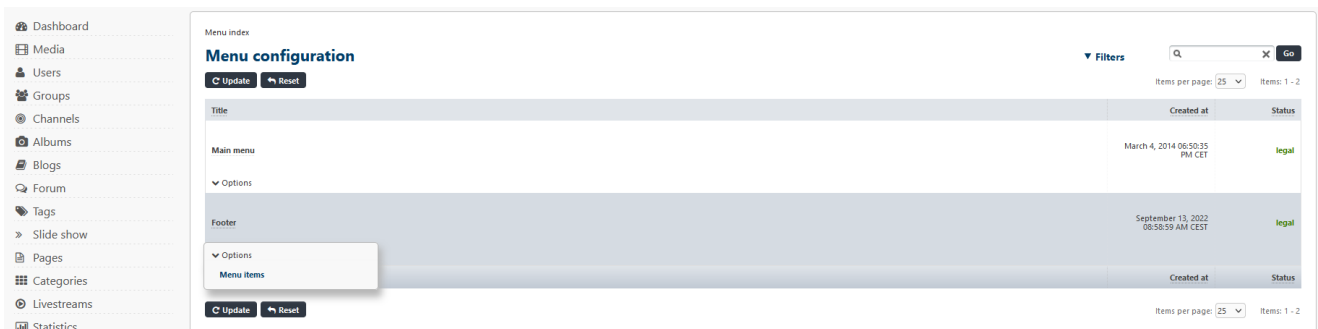 Dashboard
Media
Users
Groups
Channels
Albums
Blogs
Forum
Tags
Slide show
Pages
Categories
Livestreams
Statistics
Menu index
Menu configuration
Filters
Go
Update Reset
Items per page: 25 Items: 1 - 2
Title Created at Status
Main menu March 4, 2014 06:50:35
PM CET legal
Options
Footer September 13, 2022
08:58:59 AM CEST legal
Options
Menu items
Created at Status
Update Reset
Items per page: 25 Items: 1 - 2